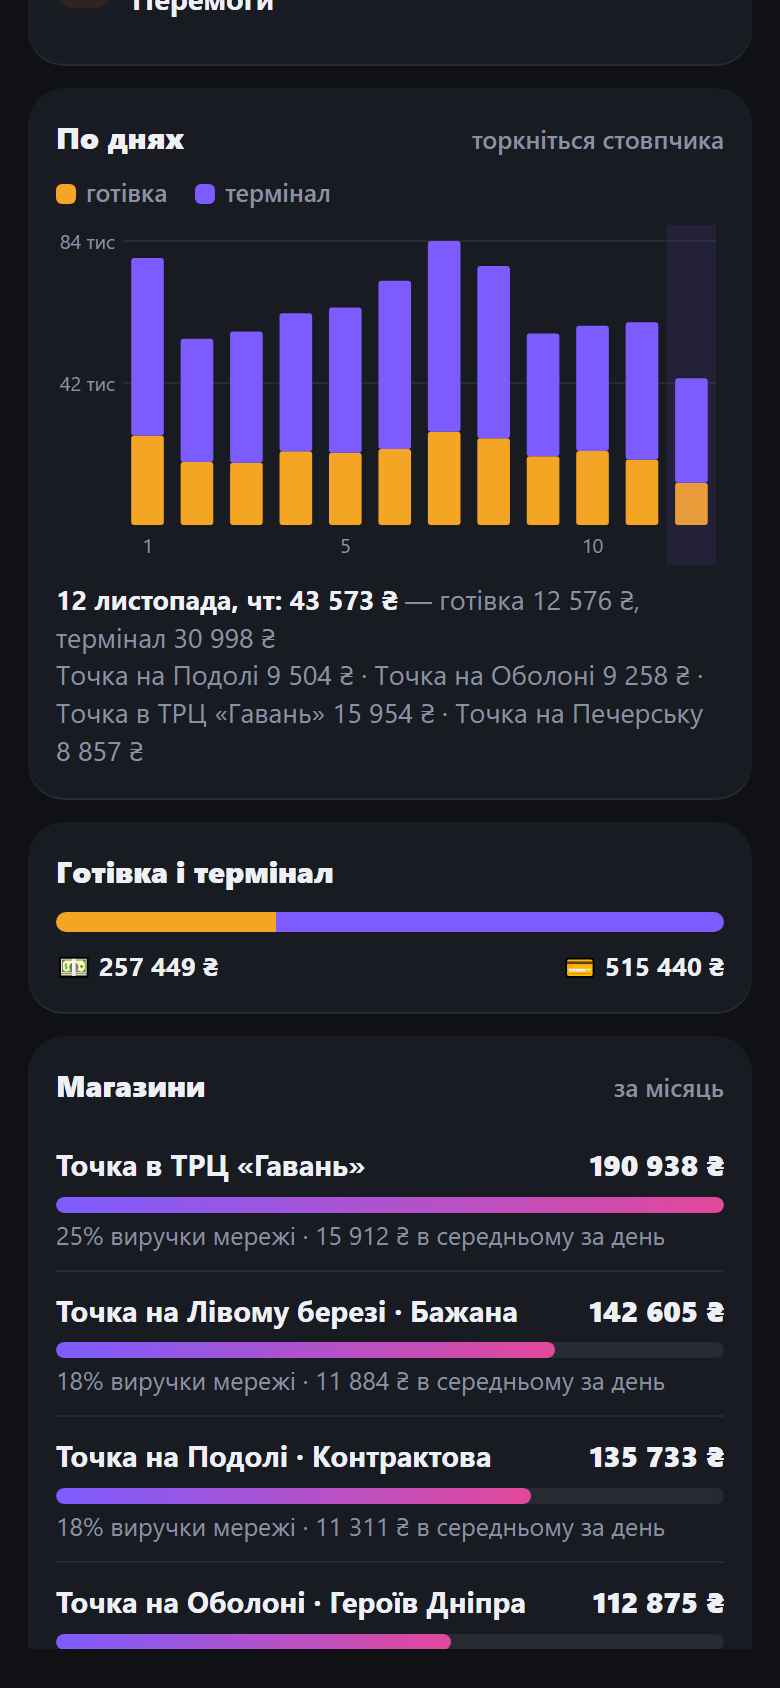 Перемоги
По днях
торкніться стовпчика
готівка
термінал
84 тис
42 тис
1
5
10
12 листопада, чт: 43 573 ₴ — готівка 12 576 ₴,
термінал 30 998 ₴
Точка на Подолі 9 504 ₴ · Точка на Оболоні 9 258 ₴ ·
Точка в ТРЦ «Гавань» 15 954 ₴ · Точка на Печерську
8 857 ₴
Готівка і термінал
257 449 ₴
515 440 ₴
Магазини
за місяць
Точка в ТРЦ «Гавань»
190 938 ₴
25% виручки мережі · 15 912 ₴ в середньому за день
Точка на Лівому березі · Бажана
142 605 ₴
18% виручки мережі · 11 884 ₴ в середньому за день
Точка на Подолі · Контрактова
135 733 ₴
18% виручки мережі · 11 311 ₴ в середньому за день
Точка на Оболоні · Героїв Дніпра
112 875 ₴